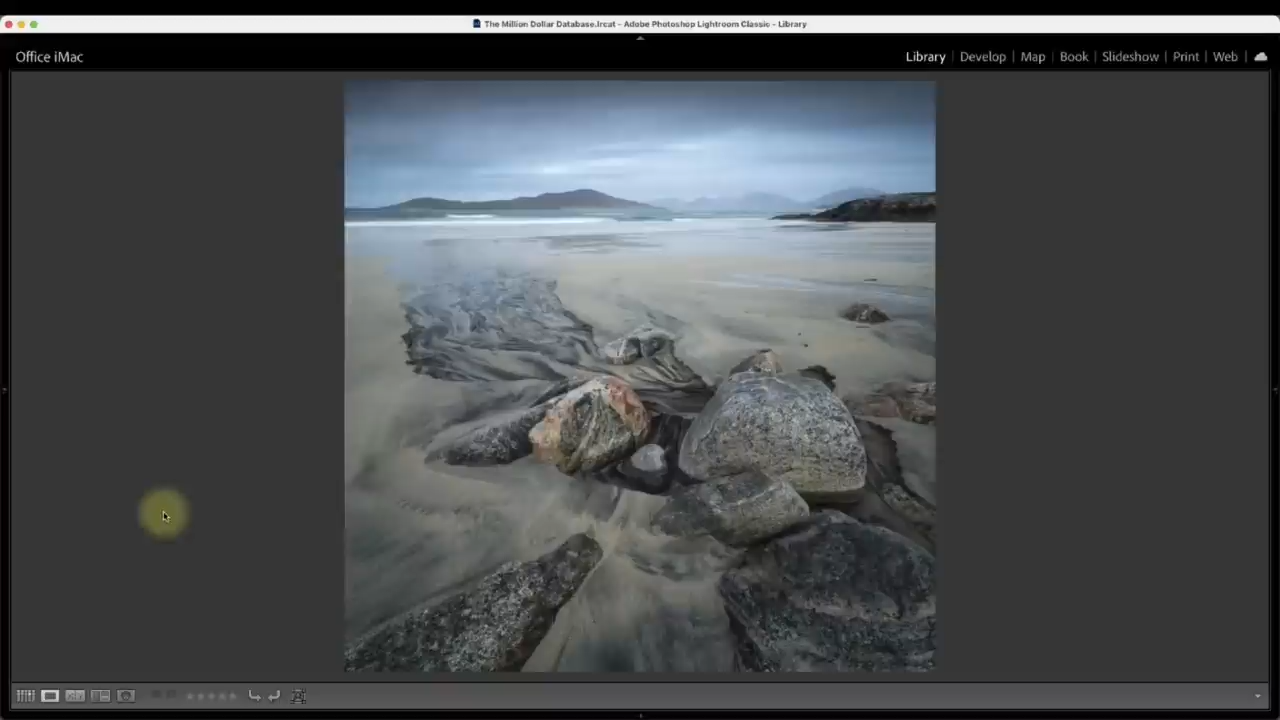 The Million Dollar Database.lrcat - Adobe Photoshop Lightroom Classic - Library
Office iMac
Library | Develop | Map | Book | Slideshow | Print | Web |